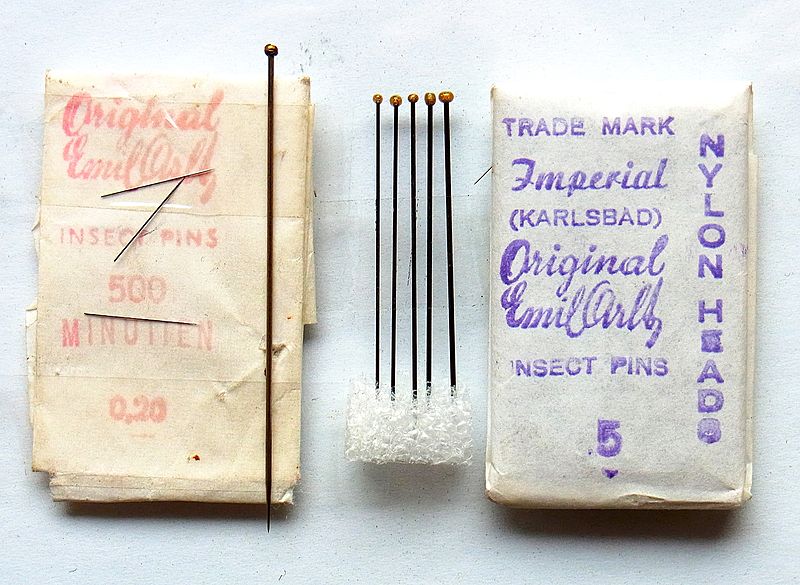 Original
Emil Arlt
INSECT PINS
500
MINUTIEN
0,20
TRADE MARK
Imperial
(KARLSBAD)
Original
Emil Arlt
INSECT PINS
5
NYLON HEADS